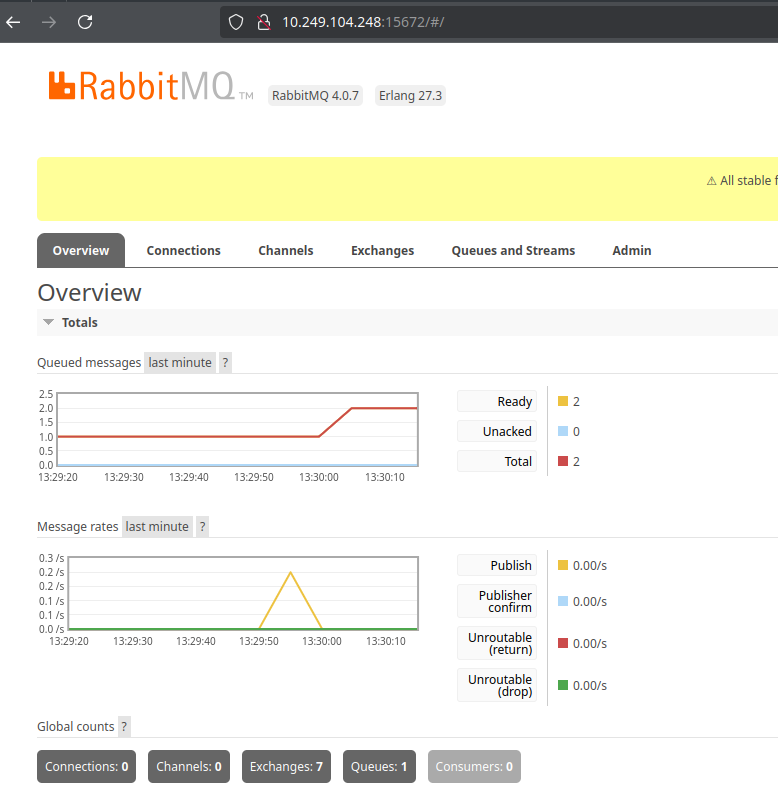 10.249.104.248:15672/#/
RabbitMQ TM RabbitMQ 4.0.7 Erlang 27.3
⚠ All stable f
Overview Connections Channels Exchanges Queues and Streams Admin
Overview
Totals
Queued messages last minute ?
2.5
2.0
1.5
1.0
0.5
0.0
13:29:20 13:29:30 13:29:40 13:29:50 13:30:00 13:30:10
Ready 2
Unacked 0
Total 2
Message rates last minute ?
0.3 /s
0.2 /s
0.2 /s
0.1 /s
0.1 /s
0.0 /s
13:29:20 13:29:30 13:29:40 13:29:50 13:30:00 13:30:10
Publish 0.00/s
Publisher
confirm 0.00/s
Unroutable
(return) 0.00/s
Unroutable
(drop) 0.00/s
Global counts ?
Connections: 0 Channels: 0 Exchanges: 7 Queues: 1 Consumers: 0